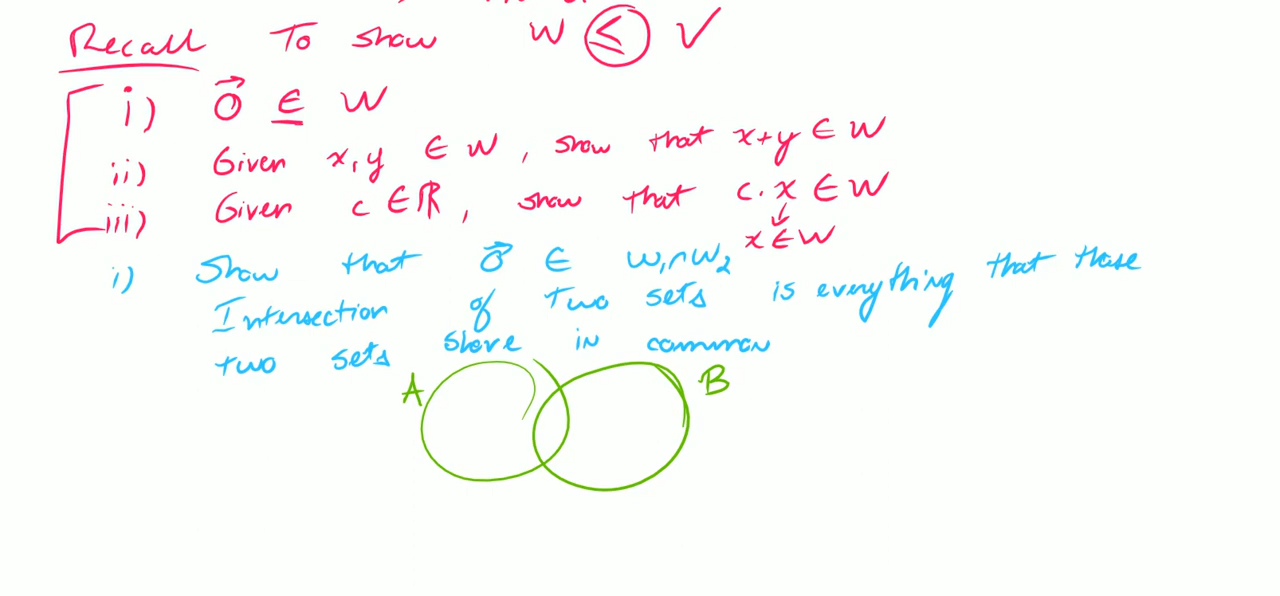 Recall To show W ≤ V
i) 0⃗ ∈ W
ii) Given x, y ∈ W, show that x+y ∈ W
iii) Given c ∈ ℝ, show that c. x ∈ W
x ∈ W
i) Show that 0⃗ ∈ W₁∩W₂
Intersection of two sets is everything that those
two sets share in common
A B